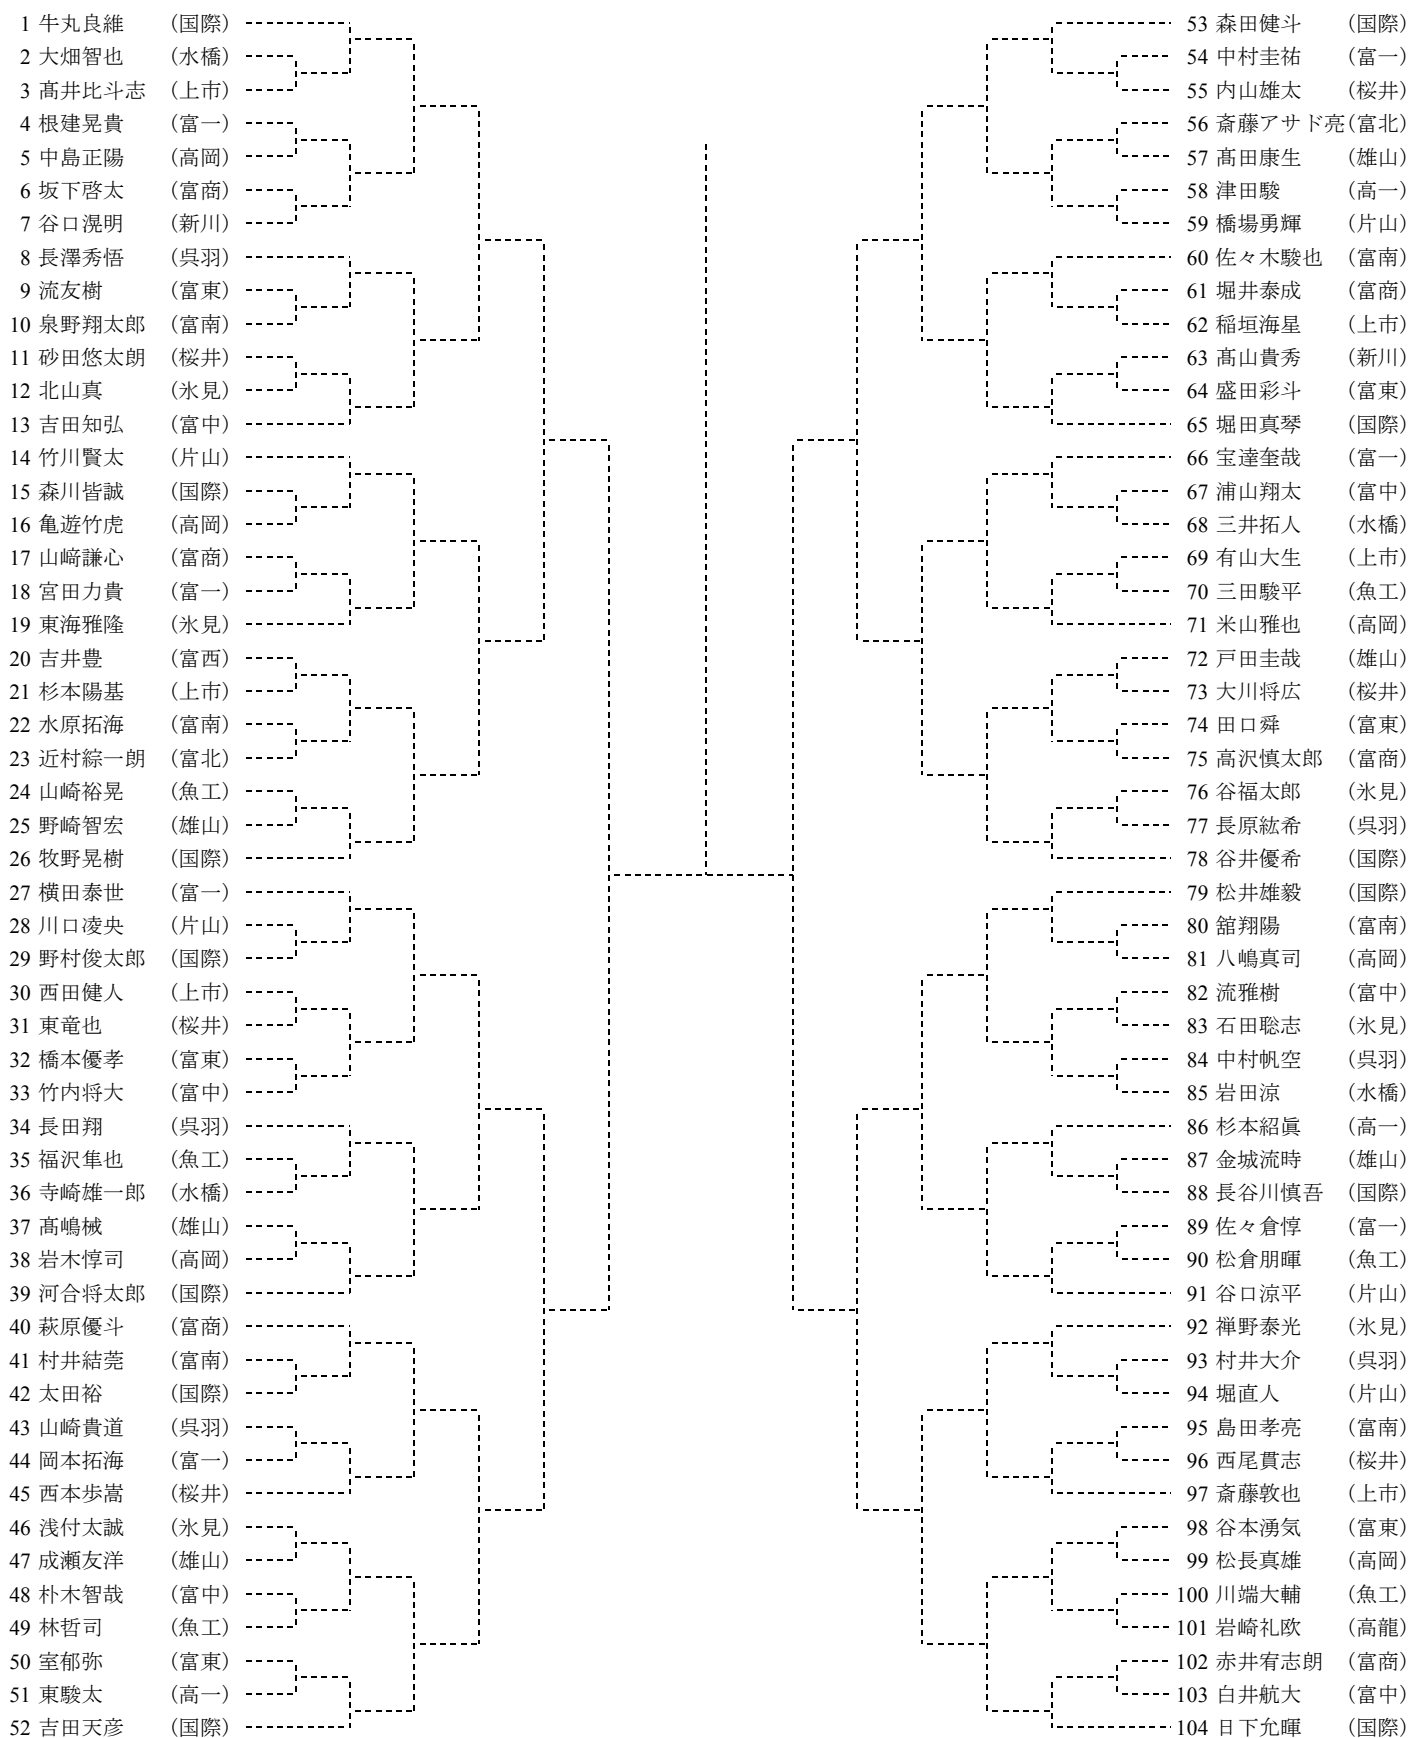 1 牛丸良維 （国際）
2 大畑智也 （水橋）
3 髙井比斗志 （上市）
4 根建晃貴 （富一）
5 中島正陽 （高岡）
6 坂下啓太 （富商）
7 谷口滉明 （新川）
8 長澤秀悟 （呉羽）
9 流友樹 （富東）
10 泉野翔太郎 （富南）
11 砂田悠太朗 （桜井）
12 北山真 （氷見）
13 吉田知弘 （富中）
14 竹川賢太 （片山）
15 森川皆誠 （国際）
16 亀遊竹虎 （高岡）
17 山﨑謙心 （富商）
18 宮田力貴 （富一）
19 東海雅隆 （氷見）
20 吉井豊 （富西）
21 杉本陽基 （上市）
22 水原拓海 （富南）
23 近村綜一朗 （富北）
24 山崎裕晃 （魚工）
25 野崎智宏 （雄山）
26 牧野晃樹 （国際）
27 横田泰世 （富一）
28 川口凌央 （片山）
29 野村俊太郎 （国際）
30 西田健人 （上市）
31 東竜也 （桜井）
32 橋本優孝 （富東）
33 竹内将大 （富中）
34 長田翔 （呉羽）
35 福沢隼也 （魚工）
36 寺崎雄一郎 （水橋）
37 髙嶋械 （雄山）
38 岩木惇司 （高岡）
39 河合将太郎 （国際）
40 萩原優斗 （富商）
41 村井結莞 （富南）
42 太田裕 （国際）
43 山崎貴道 （呉羽）
44 岡本拓海 （富一）
45 西本歩嵩 （桜井）
46 浅付太誠 （氷見）
47 成瀬友洋 （雄山）
48 朴木智哉 （富中）
49 林哲司 （魚工）
50 室郁弥 （富東）
51 東駿太 （高一）
52 吉田天彦 （国際）
53 森田健斗 （国際）
54 中村圭祐 （富一）
55 内山雄太 （桜井）
56 斎藤アサド亮（富北）
57 髙田康生 （雄山）
58 津田駿 （高一）
59 橋場勇輝 （片山）
60 佐々木駿也 （富南）
61 堀井泰成 （富商）
62 稲垣海星 （上市）
63 髙山貴秀 （新川）
64 盛田彩斗 （富東）
65 堀田真琴 （国際）
66 宝達奎哉 （富一）
67 浦山翔太 （富中）
68 三井拓人 （水橋）
69 有山大生 （上市）
70 三田駿平 （魚工）
71 米山雅也 （高岡）
72 戸田圭哉 （雄山）
73 大川将広 （桜井）
74 田口舜 （富東）
75 高沢慎太郎 （富商）
76 谷福太郎 （氷見）
77 長原紘希 （呉羽）
78 谷井優希 （国際）
79 松井雄毅 （国際）
80 舘翔陽 （富南）
81 八嶋真司 （高岡）
82 流雅樹 （富中）
83 石田聡志 （氷見）
84 中村帆空 （呉羽）
85 岩田涼 （水橋）
86 杉本紹眞 （高一）
87 金城流時 （雄山）
88 長谷川慎吾 （国際）
89 佐々倉惇 （富一）
90 松倉朋暉 （魚工）
91 谷口涼平 （片山）
92 禅野泰光 （氷見）
93 村井大介 （呉羽）
94 堀直人 （片山）
95 島田孝亮 （富南）
96 西尾貫志 （桜井）
97 斎藤敦也 （上市）
98 谷本湧気 （富東）
99 松長真雄 （高岡）
100 川端大輔 （魚工）
101 岩崎礼欧 （高龍）
102 赤井宥志朗 （富商）
103 白井航大 （富中）
104 日下允暉 （国際）